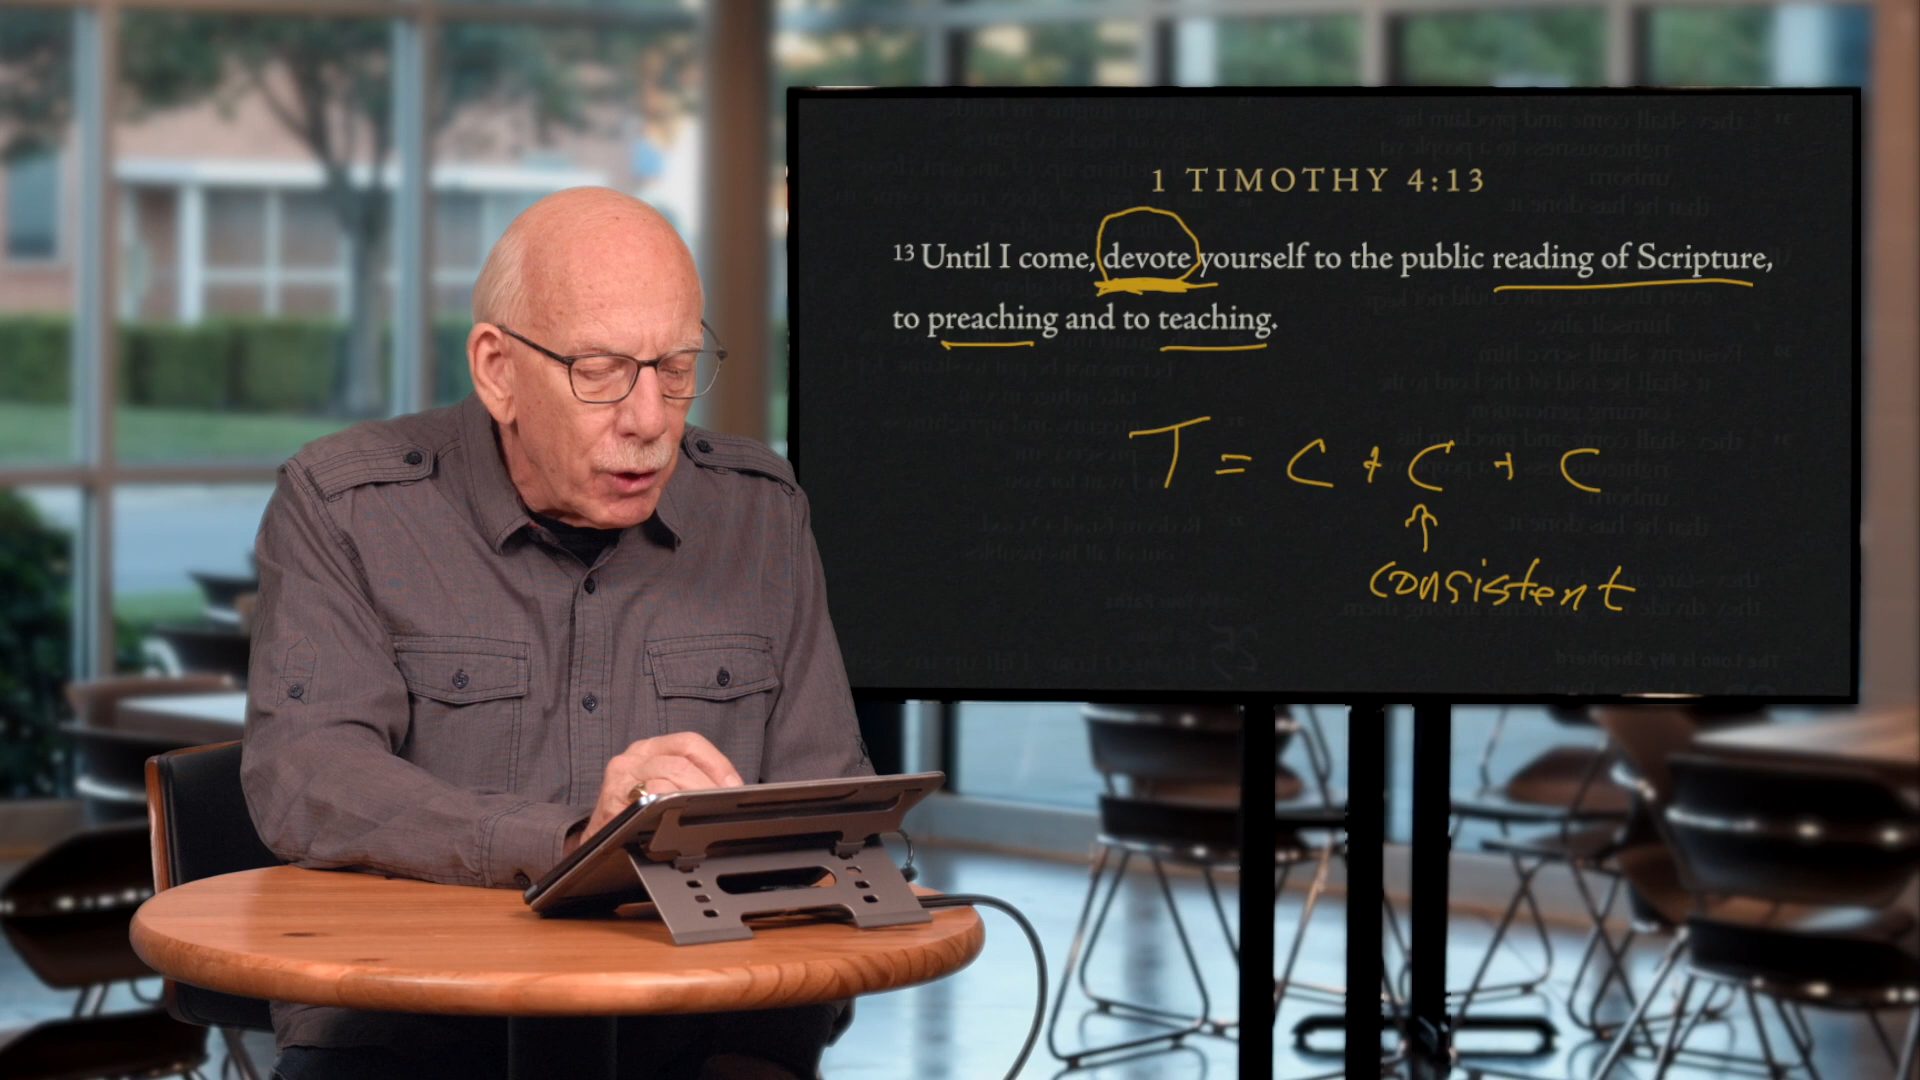 1 TIMOTHY 4:13
13 Until I come, devote yourself to the public reading of Scripture,
to preaching and to teaching.
T = C + C + C
↑
consistent